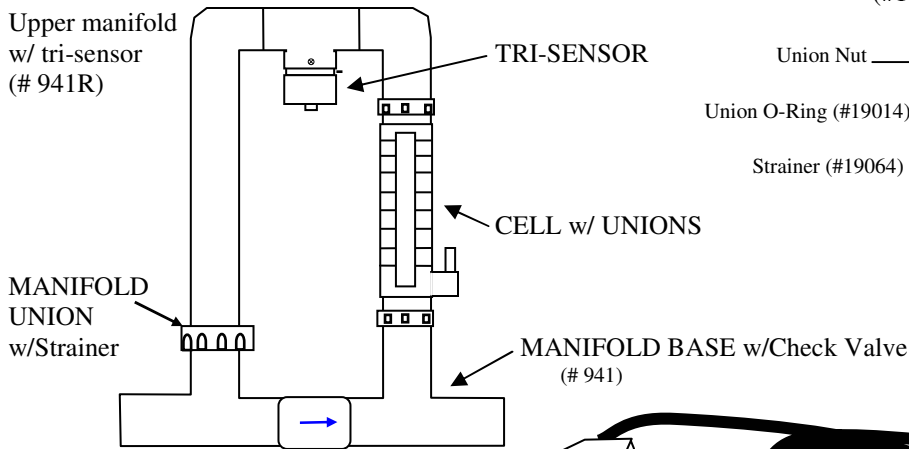 Upper manifold
w/ tri-sensor
(# 941R)
TRI-SENSOR
CELL w/ UNIONS
MANIFOLD
UNION
w/Strainer
MANIFOLD BASE w/Check Valve
(# 941)
Union Nut
Union O-Ring (#19014)
Strainer (#19064)